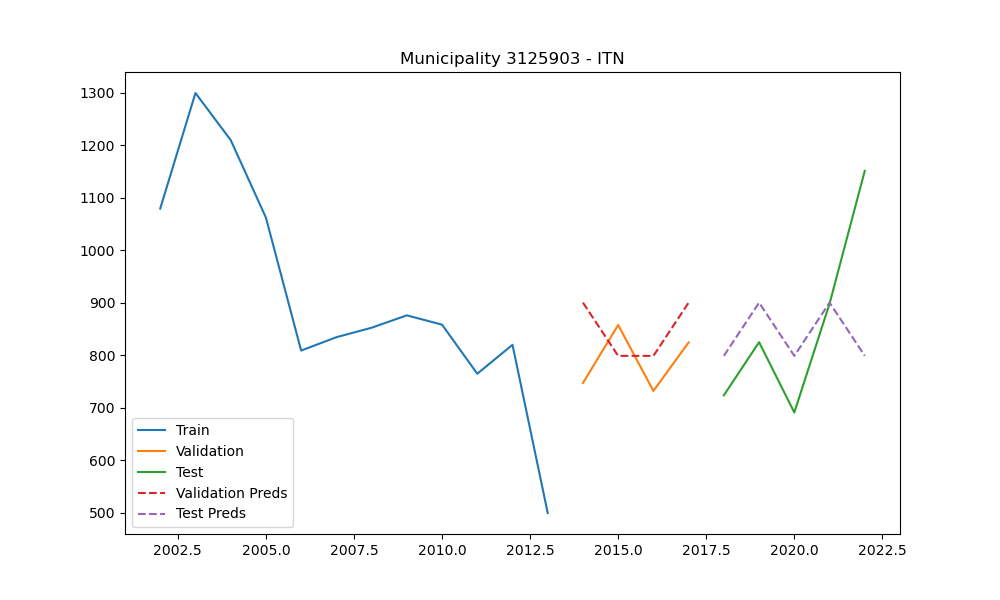 Municipality 3125903 - ITN
1300
1200
1100
1000
900
800
700
600
500
Train
Validation
Test
Validation Preds
Test Preds
2002.5 2005.0 2007.5 2010.0 2012.5 2015.0 2017.5 2020.0 2022.5